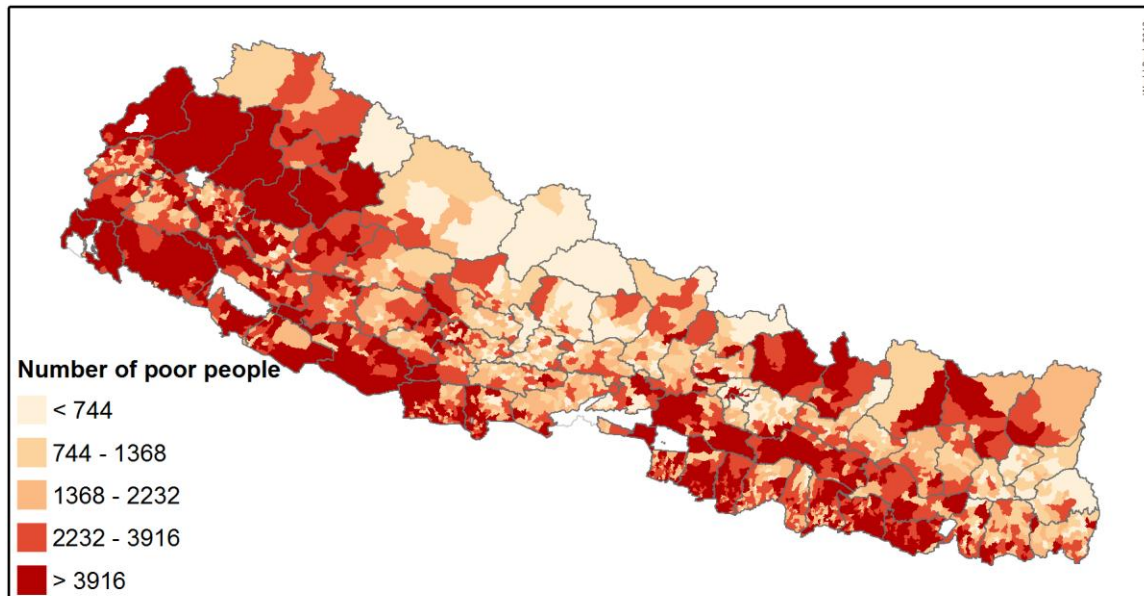 Number of poor people
< 744
744 - 1368
1368 - 2232
2232 - 3916
> 3916